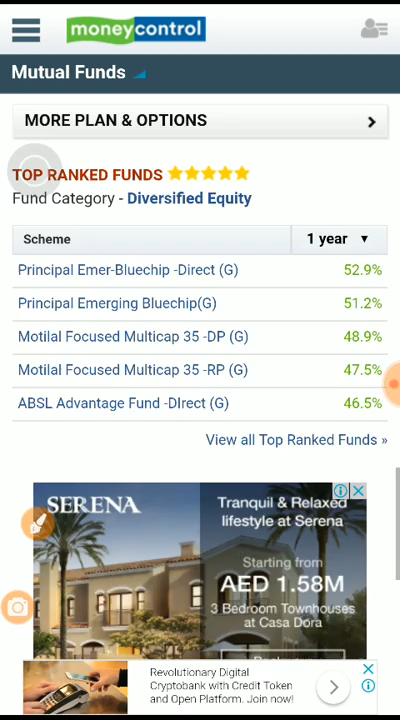 moneycontrol
Mutual Funds
MORE PLAN & OPTIONS
TOP RANKED FUNDS
Fund Category - Diversified Equity
Scheme 1 year
Principal Emer-Bluechip -Direct (G) 52.9%
Principal Emerging Bluechip(G) 51.2%
Motilal Focused Multicap 35 -DP (G) 48.9%
Motilal Focused Multicap 35 -RP (G) 47.5%
ABSL Advantage Fund -DIrect (G) 46.5%
View all Top Ranked Funds »
SERENA
Tranquil & Relaxed
lifestyle at Serena
Starting from
AED 1.58M
3 Bedroom Townhouses
at Casa Dora
Revolutionary Digital
Cryptobank with Credit Token
and Open Platform. Join now!